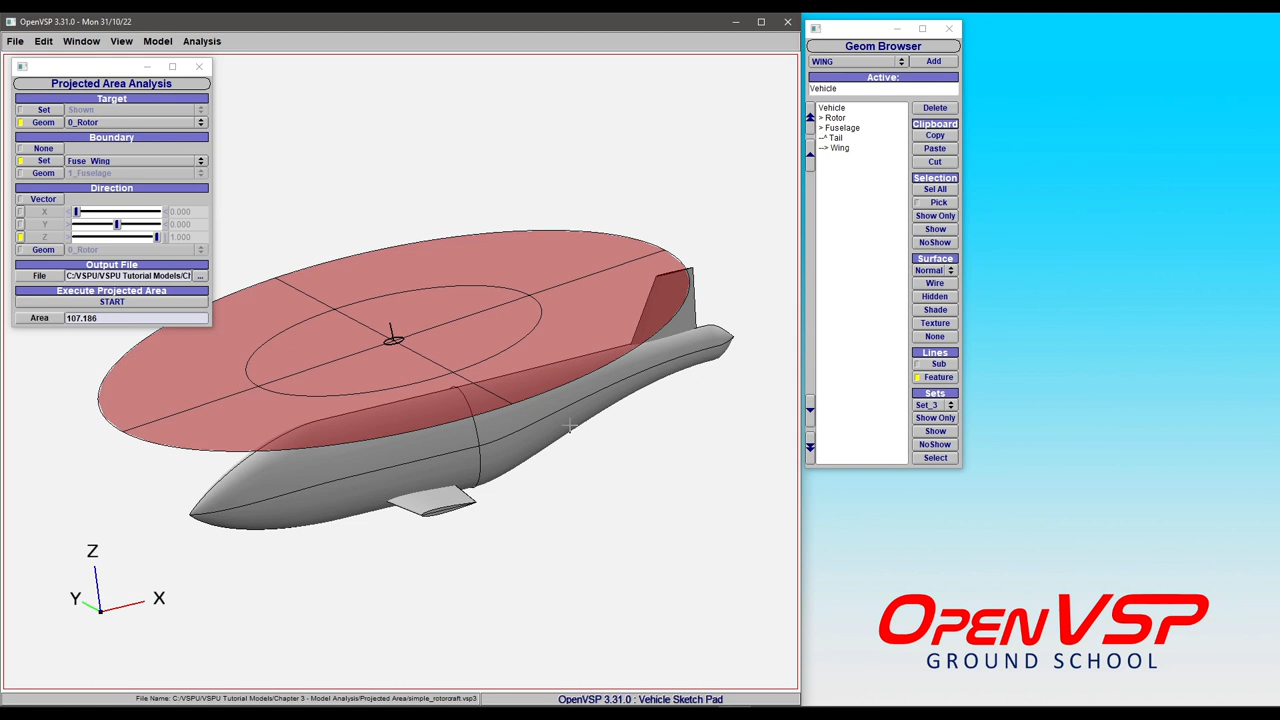 OpenVSP 3.31.0 - Mon 31/10/22
File Edit Window View Model Analysis
Projected Area Analysis
Target
Set Shown
Geom 0_Rotor
Boundary
None
Set Fuse_Wing
Geom 1_Fuselage
Direction
Vector
X 0.000
Y 0.000
Z 1.000
Geom 0_Rotor
Output File
File C:/VSPU/VSPU Tutorial Models/Cł ...
Execute Projected Area
START
Area 107.186
Z
Y X
File Name: C:/VSPU/VSPU Tutorial Models/Chapter 3 - Model Analysis/Projected Area/simple_rotorcraft.vsp3
OpenVSP 3.31.0 : Vehicle Sketch Pad
Geom Browser
WING Add
Active:
Vehicle
Vehicle
> Rotor
> Fuselage
--^ Tail
--> Wing
Delete
Clipboard
Copy
Paste
Cut
Selection
Sel All
Pick
Show Only
Show
NoShow
Surface
Normal
Wire
Hidden
Shade
Texture
None
Lines
Sub
Feature
Sets
Set_3
Show Only
Show
NoShow
Select
OPENVSP
GROUND SCHOOL